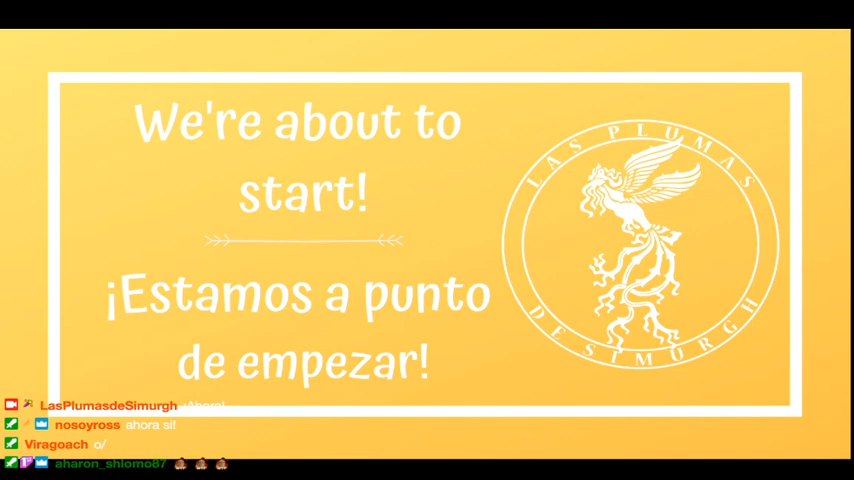 We're about to
start!
¡Estamos a punto
de empezar!
LAS PLUMAS
DE SIMURGH
LasPlumasdeSimurgh ¡Ahora!
nosoyross ahora si!
Viragoach o/
aharon_shlomo87